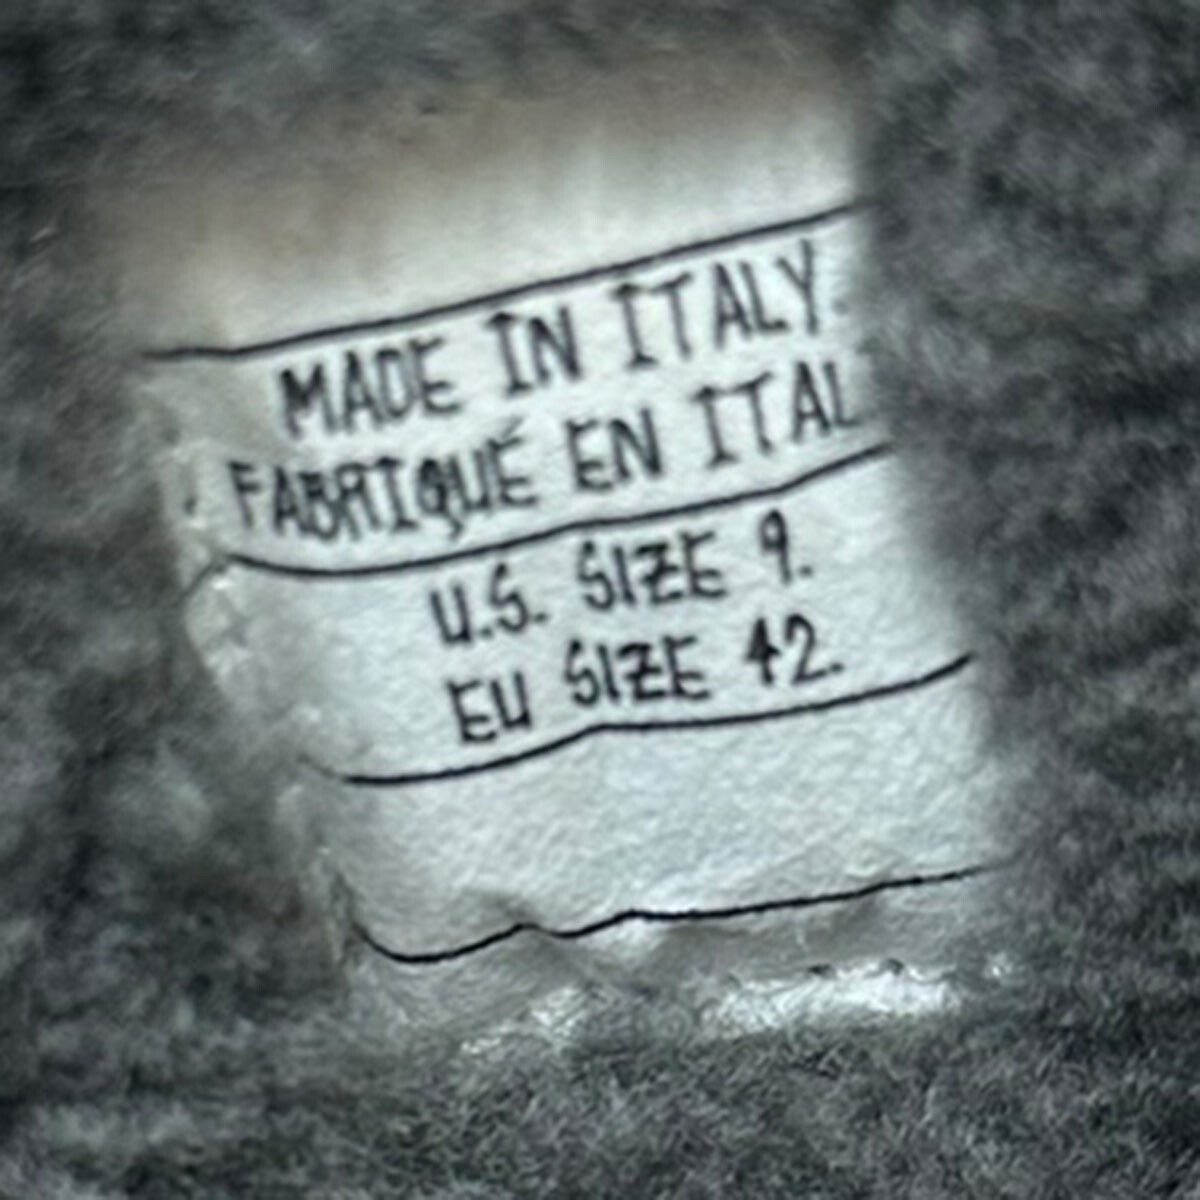 MADE IN ITALY.
FABRIQUÉ EN ITAL
U.S. SIZE 9.
EU SIZE 42.